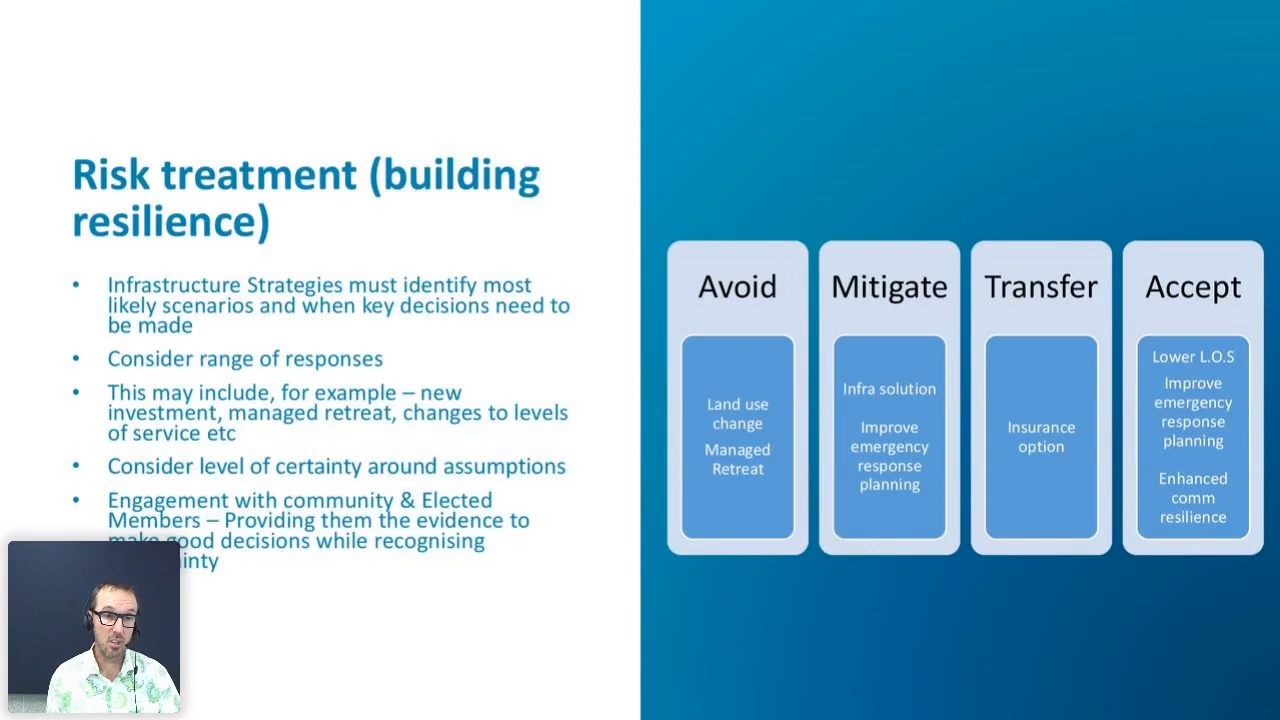 Risk treatment (building
resilience)
• Infrastructure Strategies must identify most
likely scenarios and when key decisions need to
be made
• Consider range of responses
• This may include, for example – new
investment, managed retreat, changes to levels
of service etc
• Consider level of certainty around assumptions
• Engagement with community & Elected
Members – Providing them the evidence to
make good decisions while recognising
Avoid
Land use
change
Managed
Retreat
Mitigate
Infra solution
Improve
emergency
response
planning
Transfer
Insurance
option
Accept
Lower L.O.S
Improve
emergency
response
planning
Enhanced
comm
resilience